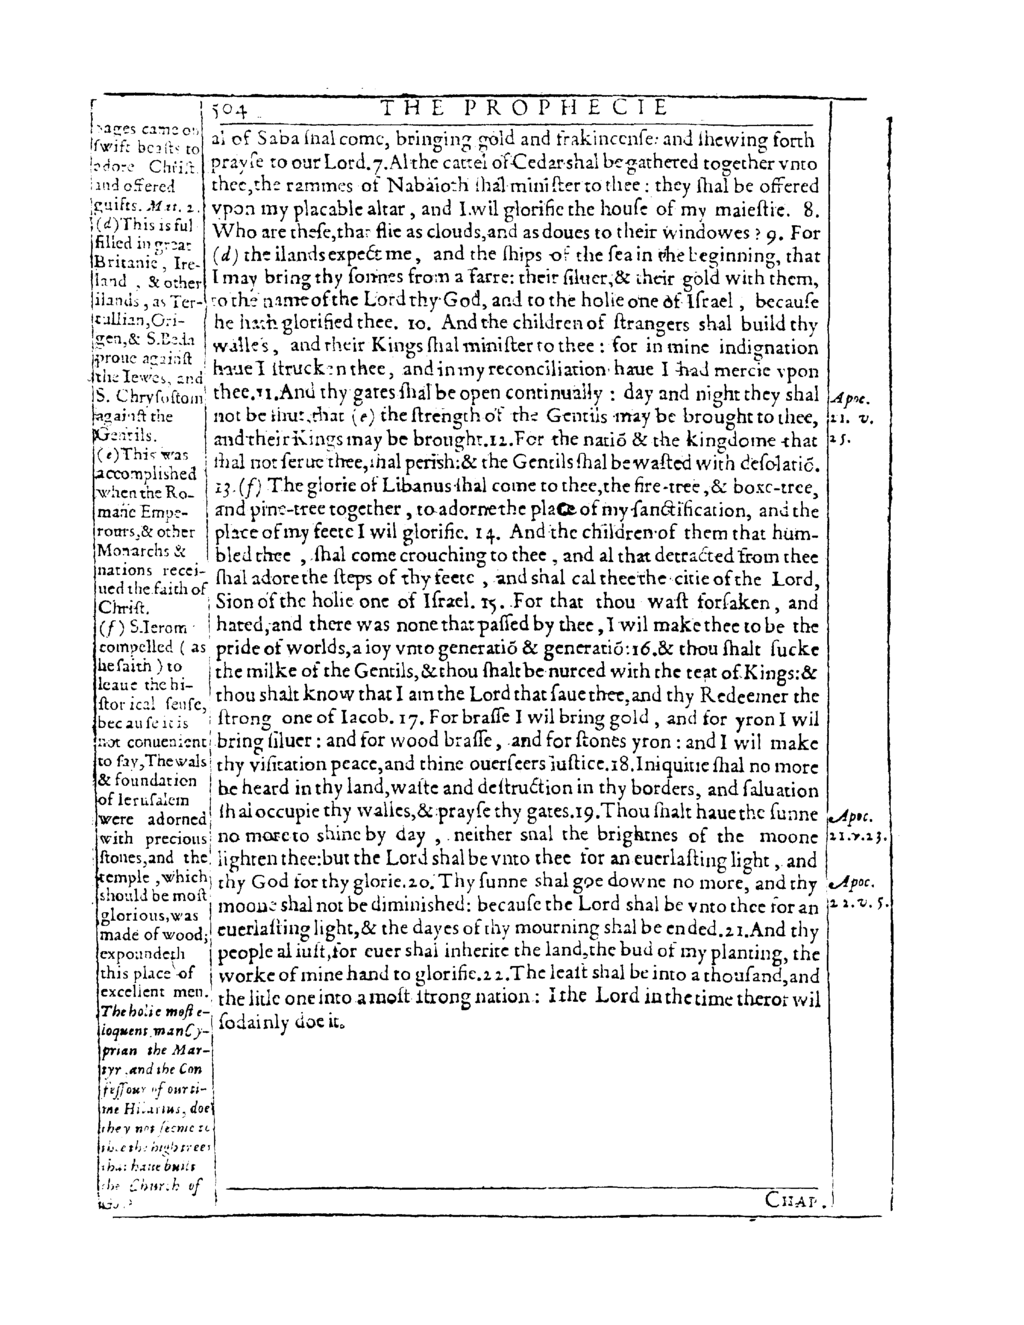 504 THE PROPHECIE
al of Saba ſhal come, bringing gold and frakincenſe: and ſhewing forth
prayſe to our Lord. 7. Al the cattel of Cedar shal be gathered together vnto
thee, the rammes of Nabaioth ſhal miniſter to thee : they ſhal be offered
vpon my placable altar, and I wil glorifie the houſe of my maieſtie. 8.
Who are theſe, that flie as clouds, and as doues to their windowes? 9. For
(d) the ilands expect me, and the ſhips of the ſea in the beginning, that
I may bring thy ſonnes from a farre: their ſiluer, & their gold with them,
to the name of the Lord thy God, and to the holie one of Iſrael, becauſe
he hath glorified thee. 10. And the children of ſtrangers shal build thy
walles, and their Kings ſhal miniſter to thee : for in mine indignation
haue I ſtrucken thee, and in my reconciliation haue I had mercie vpon
thee. 11. And thy gates ſhal be open continually : day and night they shal
not be ſhut, that (e) the ſtrength of the Gentils may be brought to thee,
and their Kings may be brought. 12. For the natiõ & the kingdome that
ſhal not ſerue thee, ſhal perish: & the Gentils ſhal be waſted with deſolatiõ.
13. (f) The glorie of Libanus ſhal come to thee, the fire-tree, & boxe-tree,
and pine-tree together, to adorne the place of my ſanctification, and the
place of my feete I wil glorifie. 14. And the children of them that hum-
bled thee, ſhal come crouching to thee, and al that detracted from thee
ſhal adore the ſteps of thy feete, and shal cal thee the citie of the Lord,
Sion of the holie one of Iſrael. 15. For that thou waſt forſaken, and
hated, and there was none that paſſed by thee, I wil make thee to be the
pride of worlds, a ioy vnto generatiõ & generatiõ: 16. & thou ſhalt ſucke
the milke of the Gentils, & thou ſhalt be nurced with the teat of Kings: &
thou shalt know that I am the Lord that ſaue thee, and thy Redeemer the
ſtrong one of Iacob. 17. For braſſe I wil bring gold, and for yron I wil
bring ſiluer : and for wood braſſe, and for ſtones yron : and I wil make
thy viſitation peace, and thine ouerſeers iuſtice. 18. Iniquitie ſhal no more
be heard in thy land, waſte and deſtruction in thy borders, and ſaluation
ſhal occupie thy walles, & prayſe thy gates. 19. Thou ſhalt haue the ſunne
no more to shine by day, neither shal the brightnes of the moone
lighten thee: but the Lord shal be vnto thee for an euerlaſting light, and
thy God for thy glorie. 20. Thy ſunne shal goe downe no more, and thy
moone shal not be diminished: becauſe the Lord shal be vnto thee for an
euerlaſting light, & the dayes of thy mourning shal be ended. 21. And thy
people al iuſt, for euer shal inherite the land, the bud of my planting, the
worke of mine hand to glorifie. 22. The leaſt shal be into a thouſand, and
the litle one into a moſt ſtrong nation : I the Lord in the time therof wil
ſodainly doe it.
CHAP.
ſwift beaſts to
adore Chriſt.
and offered
guifts. Mat. 2.
(d) This is ful
filled in great
Britanie, Ire-
land, & other
ilands, as Ter-
tullian, Ori-
gen, & S. Beda
proue againſt
the Iewes, and
S. Chryſoſtom
againſt the
Gentils.
(e) This was
accomplished
when the Ro-
mane Empe-
rours, & other
Monarchs &
nations recei-
ued the faith of
Chriſt.
(f) S. Ierom
compelled ( as
he ſaith ) to
leaue the hi-
ſtorical ſenſe,
becauſe it is
not conuenient
to ſay, The wals
& foundation
of Ieruſalem
were adorned
with precious
ſtones, and the
temple, which
should be moſt
glorious, was
made of wood;
expoundeth
this place of
excellent men.
The holie moſt e-
loquent man Cy-
prian the Mar-
tyr, and the Con
feſſour of our ti-
me Hilarius, doe
they not ſeeme to
that haue built
the Church of
Apoc.
21. v.
25.
Apoc.
21. v. 23.
Apoc.
22. v. 5.